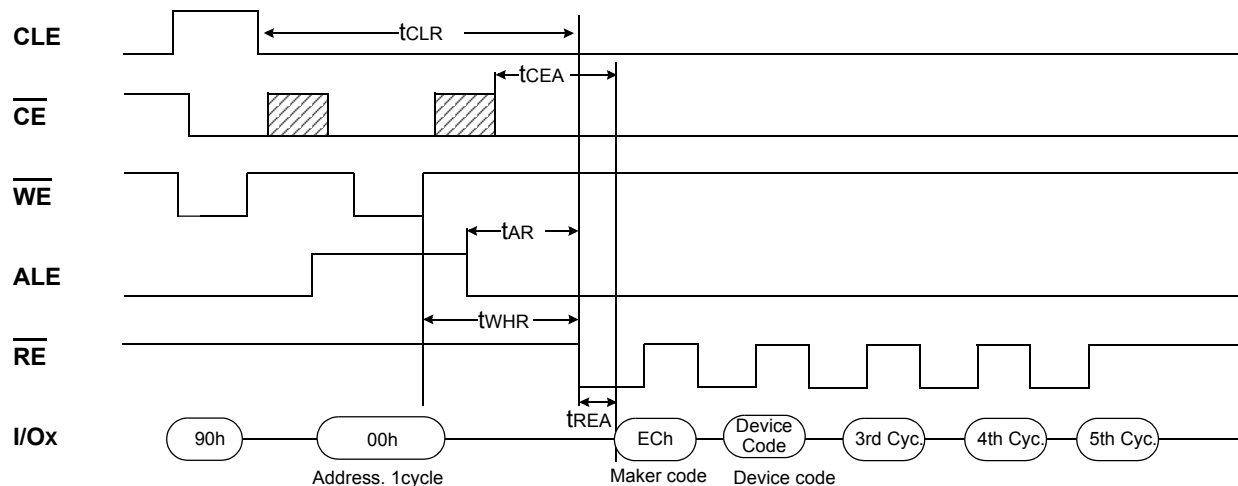 CLE
tCLR
tCEA
CE
WE
tAR
ALE
tWHR
RE
tREA
I/Ox
90h
00h
ECh
Device
Code
3rd Cyc.
4th Cyc.
5th Cyc.
Address. 1cycle
Maker code
Device code